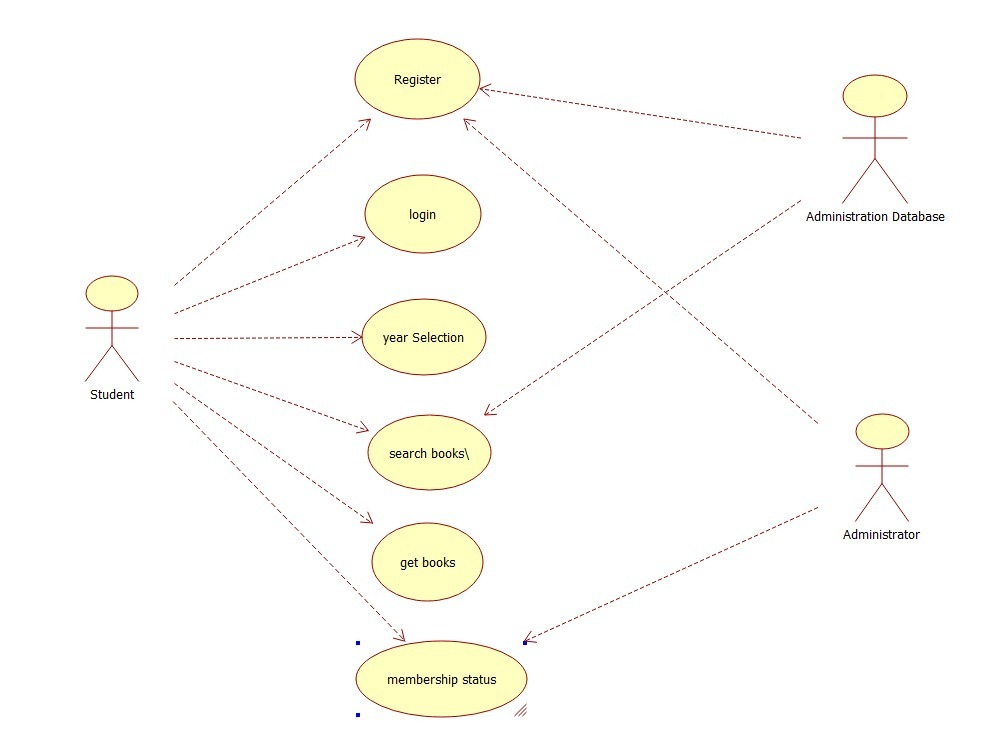 Register
Administration Database
login
Student
year Selection
search books\
Administrator
get books
membership status